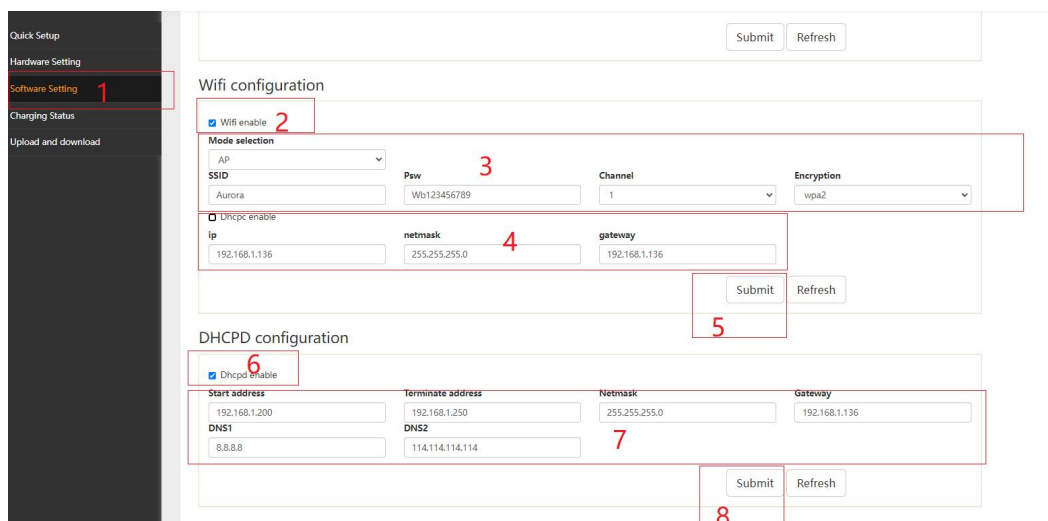 Quick Setup
Hardware Setting
Software Setting
1
Charging Status
Upload and download
Submit Refresh
Wifi configuration
Wifi enable
2
Mode selection
AP
3
SSID Psw Channel Encryption
Aurora Wb123456789 1 wpa2
Dhcpc enable
ip netmask gateway
4
192.168.1.136 255.255.255.0 192.168.1.136
Submit Refresh
5
DHCPD configuration
6
Dhcpd enable
Start address Terminate address Netmask Gateway
192.168.1.200 192.168.1.250 255.255.255.0 192.168.1.136
DNS1 DNS2
7
8.8.8.8 114.114.114.114
Submit Refresh
8